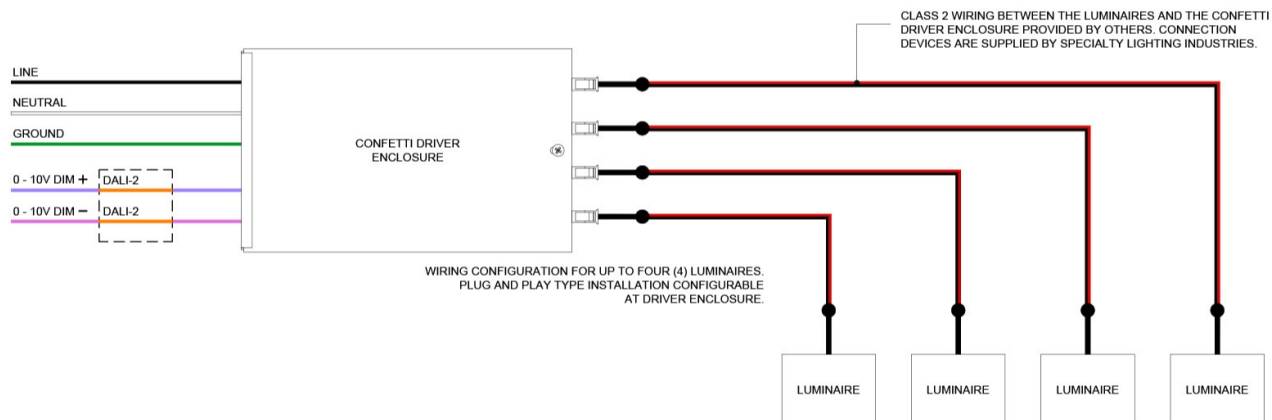 CLASS 2 WIRING BETWEEN THE LUMINAIRES AND THE CONFETTI
DRIVER ENCLOSURE PROVIDED BY OTHERS. CONNECTION
DEVICES ARE SUPPLIED BY SPECIALTY LIGHTING INDUSTRIES.
LINE
NEUTRAL
GROUND
0 - 10V DIM + DALI-2
0 - 10V DIM - DALI-2
CONFETTI DRIVER
ENCLOSURE
WIRING CONFIGURATION FOR UP TO FOUR (4) LUMINAIRES.
PLUG AND PLAY TYPE INSTALLATION CONFIGURABLE
AT DRIVER ENCLOSURE.
LUMINAIRE
LUMINAIRE
LUMINAIRE
LUMINAIRE